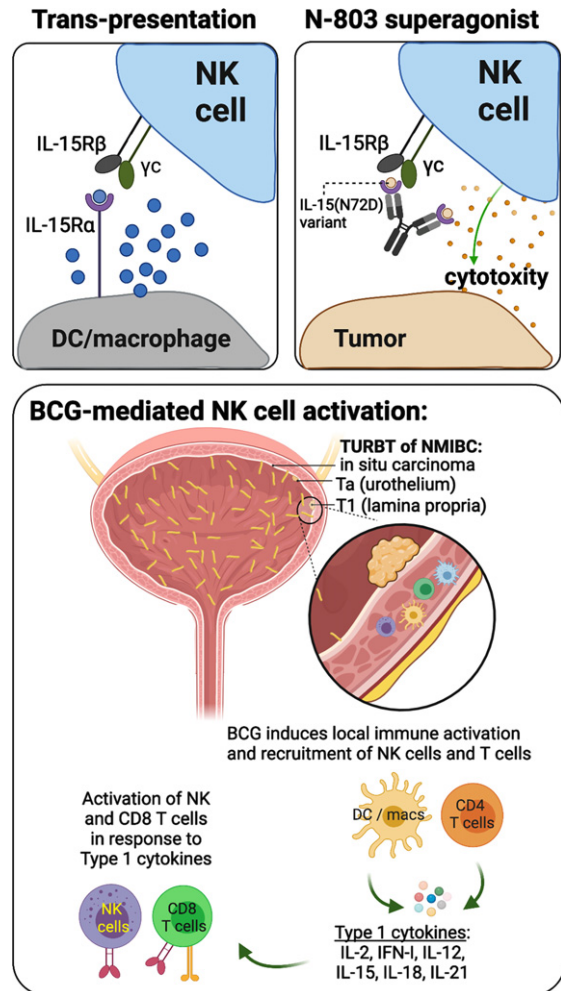 Trans-presentation
NK
cell
IL-15Rβ
γc
IL-15Rα
DC/macrophage
N-803 superagonist
NK
cell
IL-15Rβ
γc
IL-15(N72D)
variant
cytotoxity
Tumor
BCG-mediated NK cell activation:
TURBT of NMIBC:
in situ carcinoma
Ta (urothelium)
T1 (lamina propria)
BCG induces local immune activation
and recruitment of NK cells and T cells
Activation of NK
and CD8 T cells
in response to
Type 1 cytokines
DC / macs
CD4
T cells
NK
cells
CD8
T cells
Type 1 cytokines:
IL-2, IFN-I, IL-12,
IL-15, IL-18, IL-21